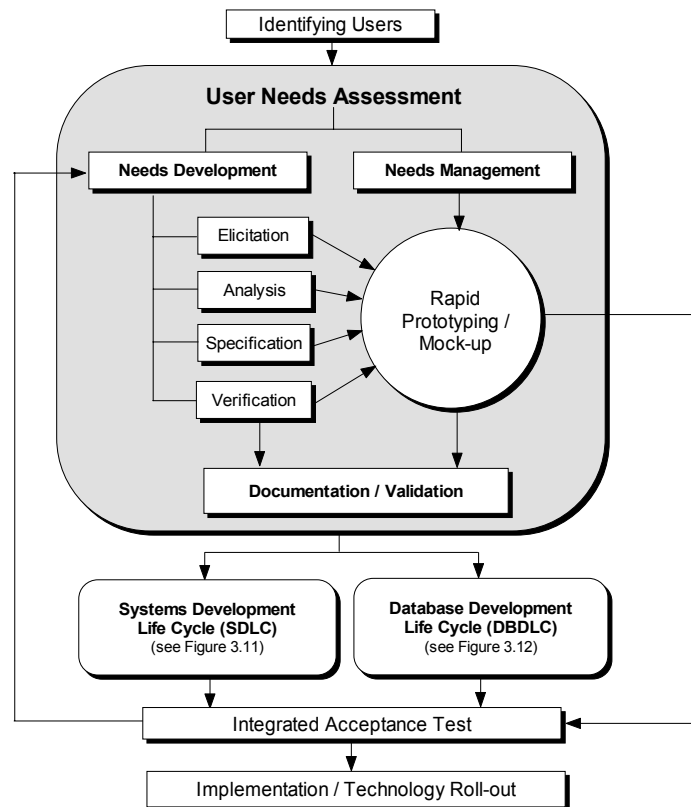 Identifying Users
User Needs Assessment
Needs Development
Needs Management
Elicitation
Analysis
Specification
Verification
Rapid
Prototyping /
Mock-up
Documentation / Validation
Systems Development
Life Cycle (SDLC)
(see Figure 3.11)
Database Development
Life Cycle (DBDLC)
(see Figure 3.12)
Integrated Acceptance Test
Implementation / Technology Roll-out